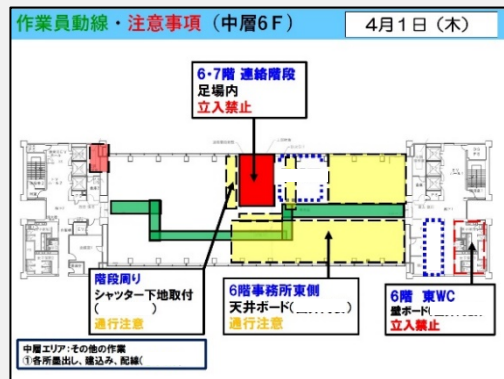 作業員動線・注意事項（中層6F）
4月1日（木）
6・7階 連絡階段
足場内
立入禁止
階段周り
シャッター下地取付
(　　　)
通行注意
6階事務所東側
天井ボード(
通行注意
6階 東WC
壁ボード(
立入禁止
中層エリア：その他の作業
①各所墨出し、建込み、配線(